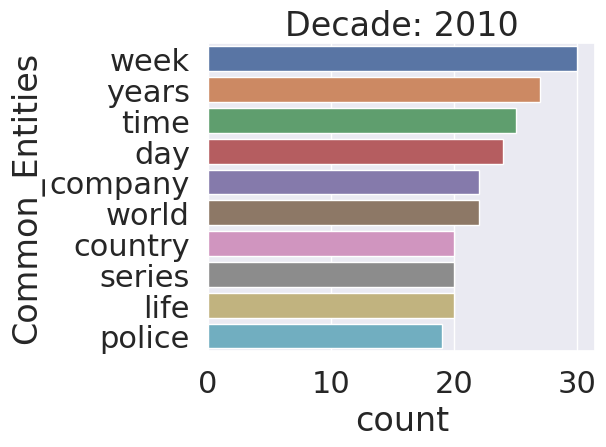 Decade: 2010
Common_Entities
week
years
time
day
company
world
country
series
life
police
0 10 20 30
count